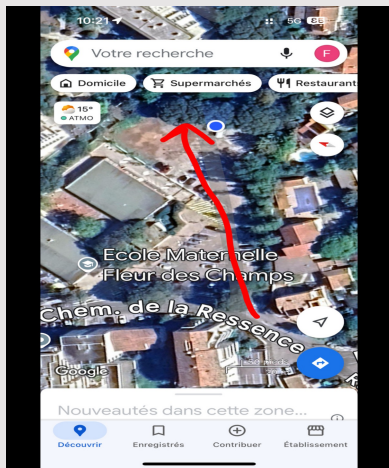 10:21
5G 88
Votre recherche
F
Domicile
Supermarchés
Restaurant
15°
ATMO
Ecole Maternelle
Fleur des Champs
Chem. de la Ressence
Google
Nouveautés dans cette zone...
Découvrir
Enregistrés
Contribuer
Établissement